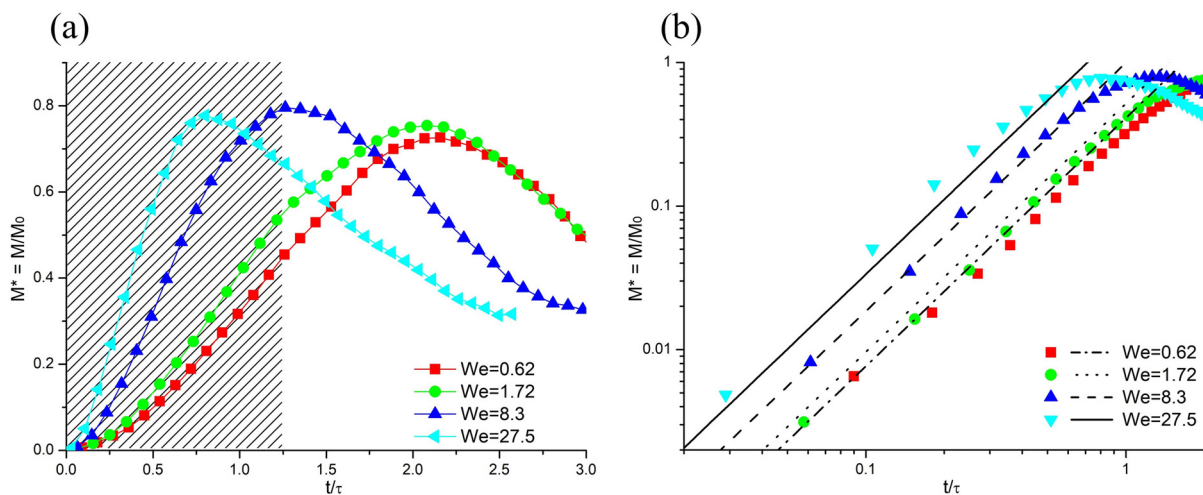 (a)
M* = M/M₀
0.8
0.6
0.4
0.2
0.0
0.0 0.5 1.0 1.5 2.0 2.5 3.0
t/τ
We=0.62
We=1.72
We=8.3
We=27.5
(b)
M* = M/M₀
1
0.1
0.01
0.1 1
t/τ
We=0.62
We=1.72
We=8.3
We=27.5